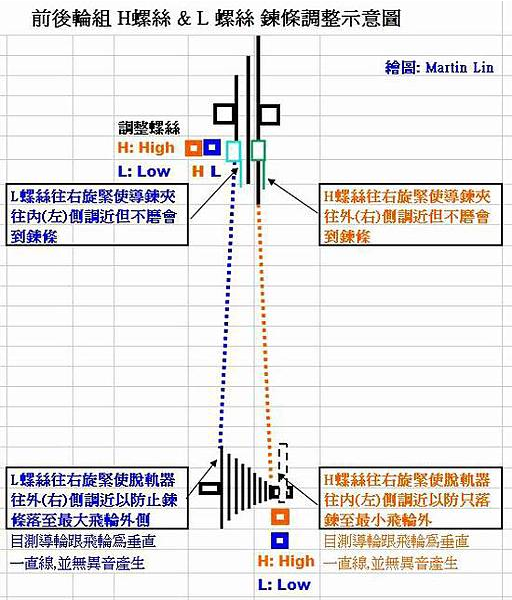 前後輪組 H螺絲 & L 螺絲 鍊條調整示意圖
繪圖: Martin Lin
調整螺絲
H: High
L: Low
H L
L螺絲往右旋緊使導鍊夾
往內(左)側調近但不磨會
到鍊條
H螺絲往右旋緊使導鍊夾
往外(右)側調近但不磨會
到鍊條
L螺絲往右旋緊使脫軌器
往外(右)側調近以防止鍊
條落至最大飛輪外側
目測導輪跟飛輪為垂直
一直線,並無異音產生
H螺絲往右旋緊使脫軌器
往內(左)側調近以防只落
鍊至最小飛輪外
目測導輪跟飛輪為垂直
一直線,並無異音產生
H: High
L: Low